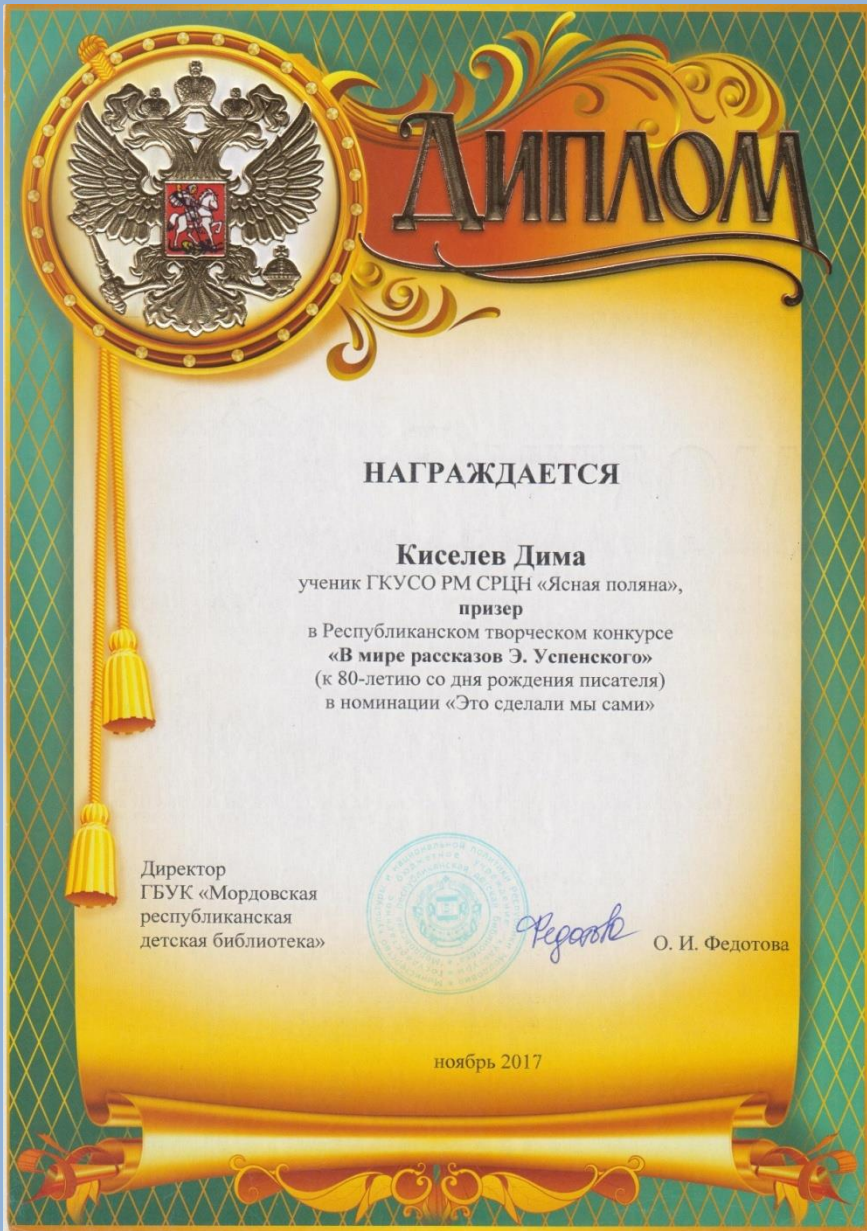 ДИПЛОМ
НАГРАЖДАЕТСЯ
Киселев Дима
ученик ГКУСО РМ СРЦН «Ясная поляна»,
призер
в Республиканском творческом конкурсе
«В мире рассказов Э. Успенского»
(к 80-летию со дня рождения писателя)
в номинации «Это сделали мы сами»
Директор
ГБУК «Мордовская
республиканская
детская библиотека»
О. И. Федотова
ноябрь 2017